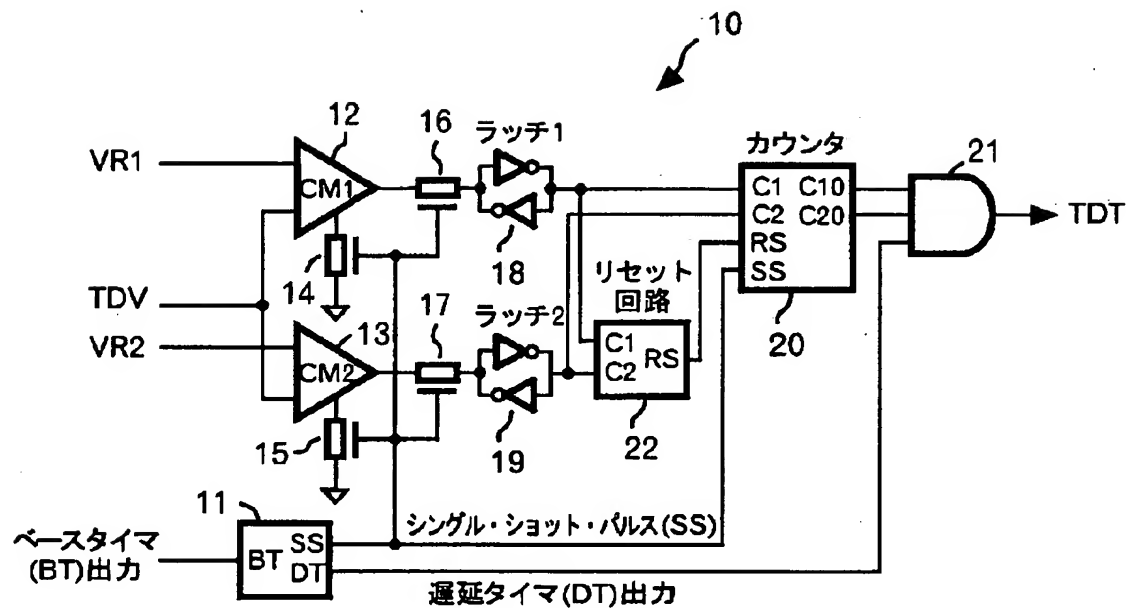 10
12
16
ラッチ1
カウンタ
21
VR1
CM1
C1 C10
C2 C20
RS
SS
TDT
18
14
リセット
回路
20
TDV
17
ラッチ2
13
VR2
CM2
C1
C2 RS
15
19
22
11
シングル・ショット・パルス(SS)
ベースタイマ
(BT)出力
BT SS
DT
遅延タイマ(DT)出力